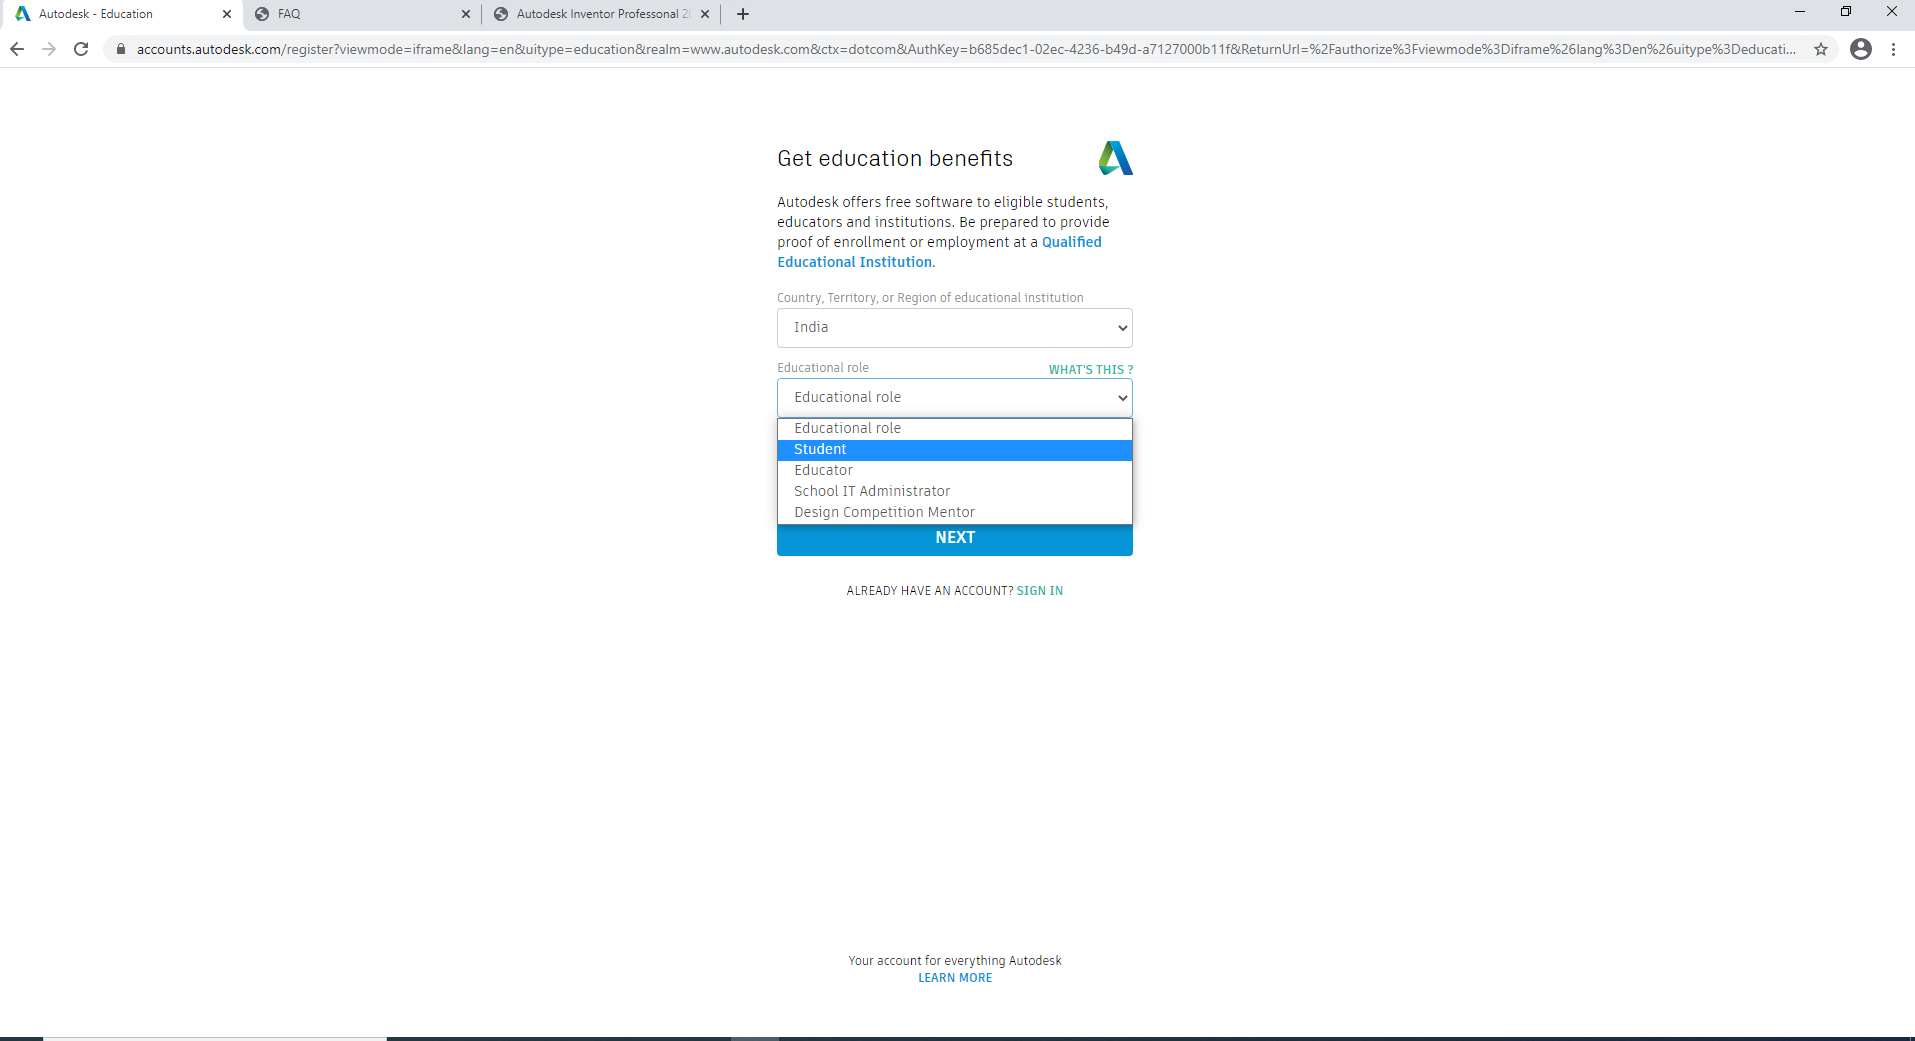 Autodesk - Education
FAQ
Autodesk Inventor Professonal 20
accounts.autodesk.com/register?viewmode=iframe&lang=en&uitype=education&realm=www.autodesk.com&ctx=dotcom&AuthKey=b685dec1-02ec-4236-b49d-a7127000b11f&ReturnUrl=%2Fauthorize%3Fviewmode%3Diframe%26lang%3Den%26uitype%3Deducati...
Get education benefits
Autodesk offers free software to eligible students,
educators and institutions. Be prepared to provide
proof of enrollment or employment at a Qualified
Educational Institution.
Country, Territory, or Region of educational institution
India
Educational role
WHAT'S THIS ?
Educational role
Educational role
Student
Educator
School IT Administrator
Design Competition Mentor
NEXT
ALREADY HAVE AN ACCOUNT? SIGN IN
Your account for everything Autodesk
LEARN MORE